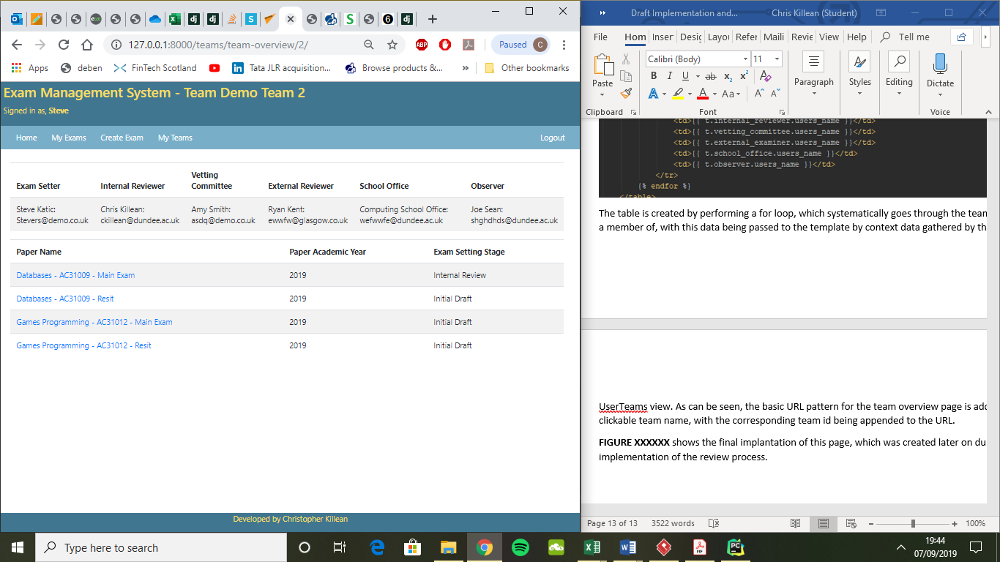 Draft Implementation and...
Chris Killean (Student)
127.0.0.1:8000/teams/team-overview/2/
ABP
Paused
C
Apps
deben
FinTech Scotland
Tata JLR acquisition...
Browse products &...
»
Other bookmarks
Exam Management System - Team Demo Team 2
Signed in as, Steve
Home My Exams Create Exam My Teams Logout
Exam Setter Internal Reviewer Vetting Committee External Reviewer School Office Observer
Steve Katic: Chris Killean: Amy Smith: Ryan Kent: Computing School Office: Joe Sean:
Stevers@demo.co.uk ckillean@dundee.ac.uk asdq@demo.co.uk ewwfw@glasgow.co.uk wefwwfe@dundee.ac.uk shghdhds@dundee.ac.uk
Paper Name Paper Academic Year Exam Setting Stage
Databases - AC31009 - Main Exam 2019 Internal Review
Databases - AC31009 - Resit 2019 Initial Draft
Games Programming - AC31012 - Main Exam 2019 Initial Draft
Games Programming - AC31012 - Resit 2019 Initial Draft
Developed by Christopher Killean
File Hom Inser Desig Layou Refer Maili Revie View Help Tell me
Calibri (Body) 11
B I U ab x₂ x² A
A A Aa A A
Paste Paragraph Styles Editing Dictate
Clipboard Font Voice
<td>{{ t.internal_reviewer.users_name }}</td>
<td>{{ t.vetting_committee.users_name }}</td>
<td>{{ t.external_examiner.users_name }}</td>
<td>{{ t.school_office.users_name }}</td>
<td>{{ t.observer.users_name }}</td>
</tr>
{% endfor %}
</table>
The table is created by performing a for loop, which systematically goes through the team
a member of, with this data being passed to the template by context data gathered by th
UserTeams view. As can be seen, the basic URL pattern for the team overview page is add
clickable team name, with the corresponding team id being appended to the URL.
FIGURE XXXXXX shows the final implantation of this page, which was created later on du
implementation of the review process.
Page 13 of 13 3522 words 100%
Type here to search
19:44
07/09/2019